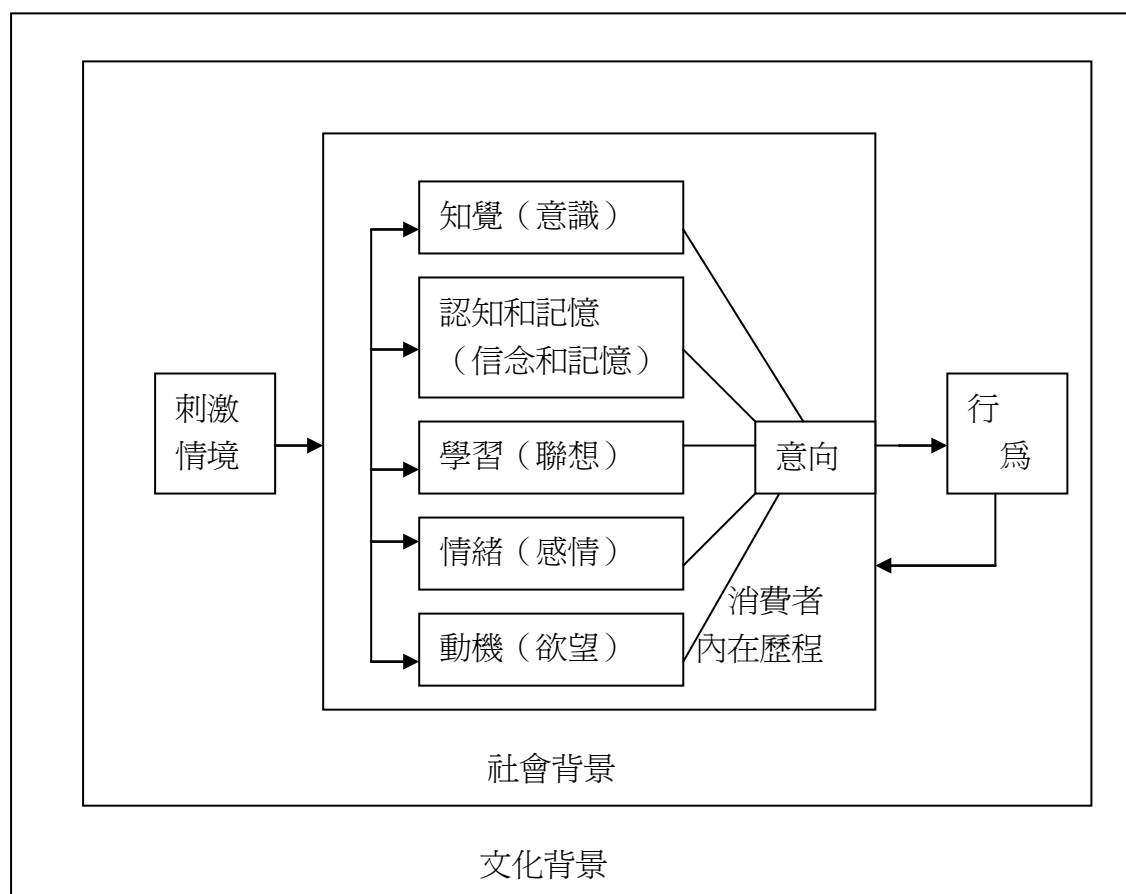 知覺（意識）
認知和記憶
（信念和記憶）
刺激
情境
學習（聯想）
意向
行
爲
情緒（感情）
動機（欲望）
消費者
內在歷程
社會背景
文化背景